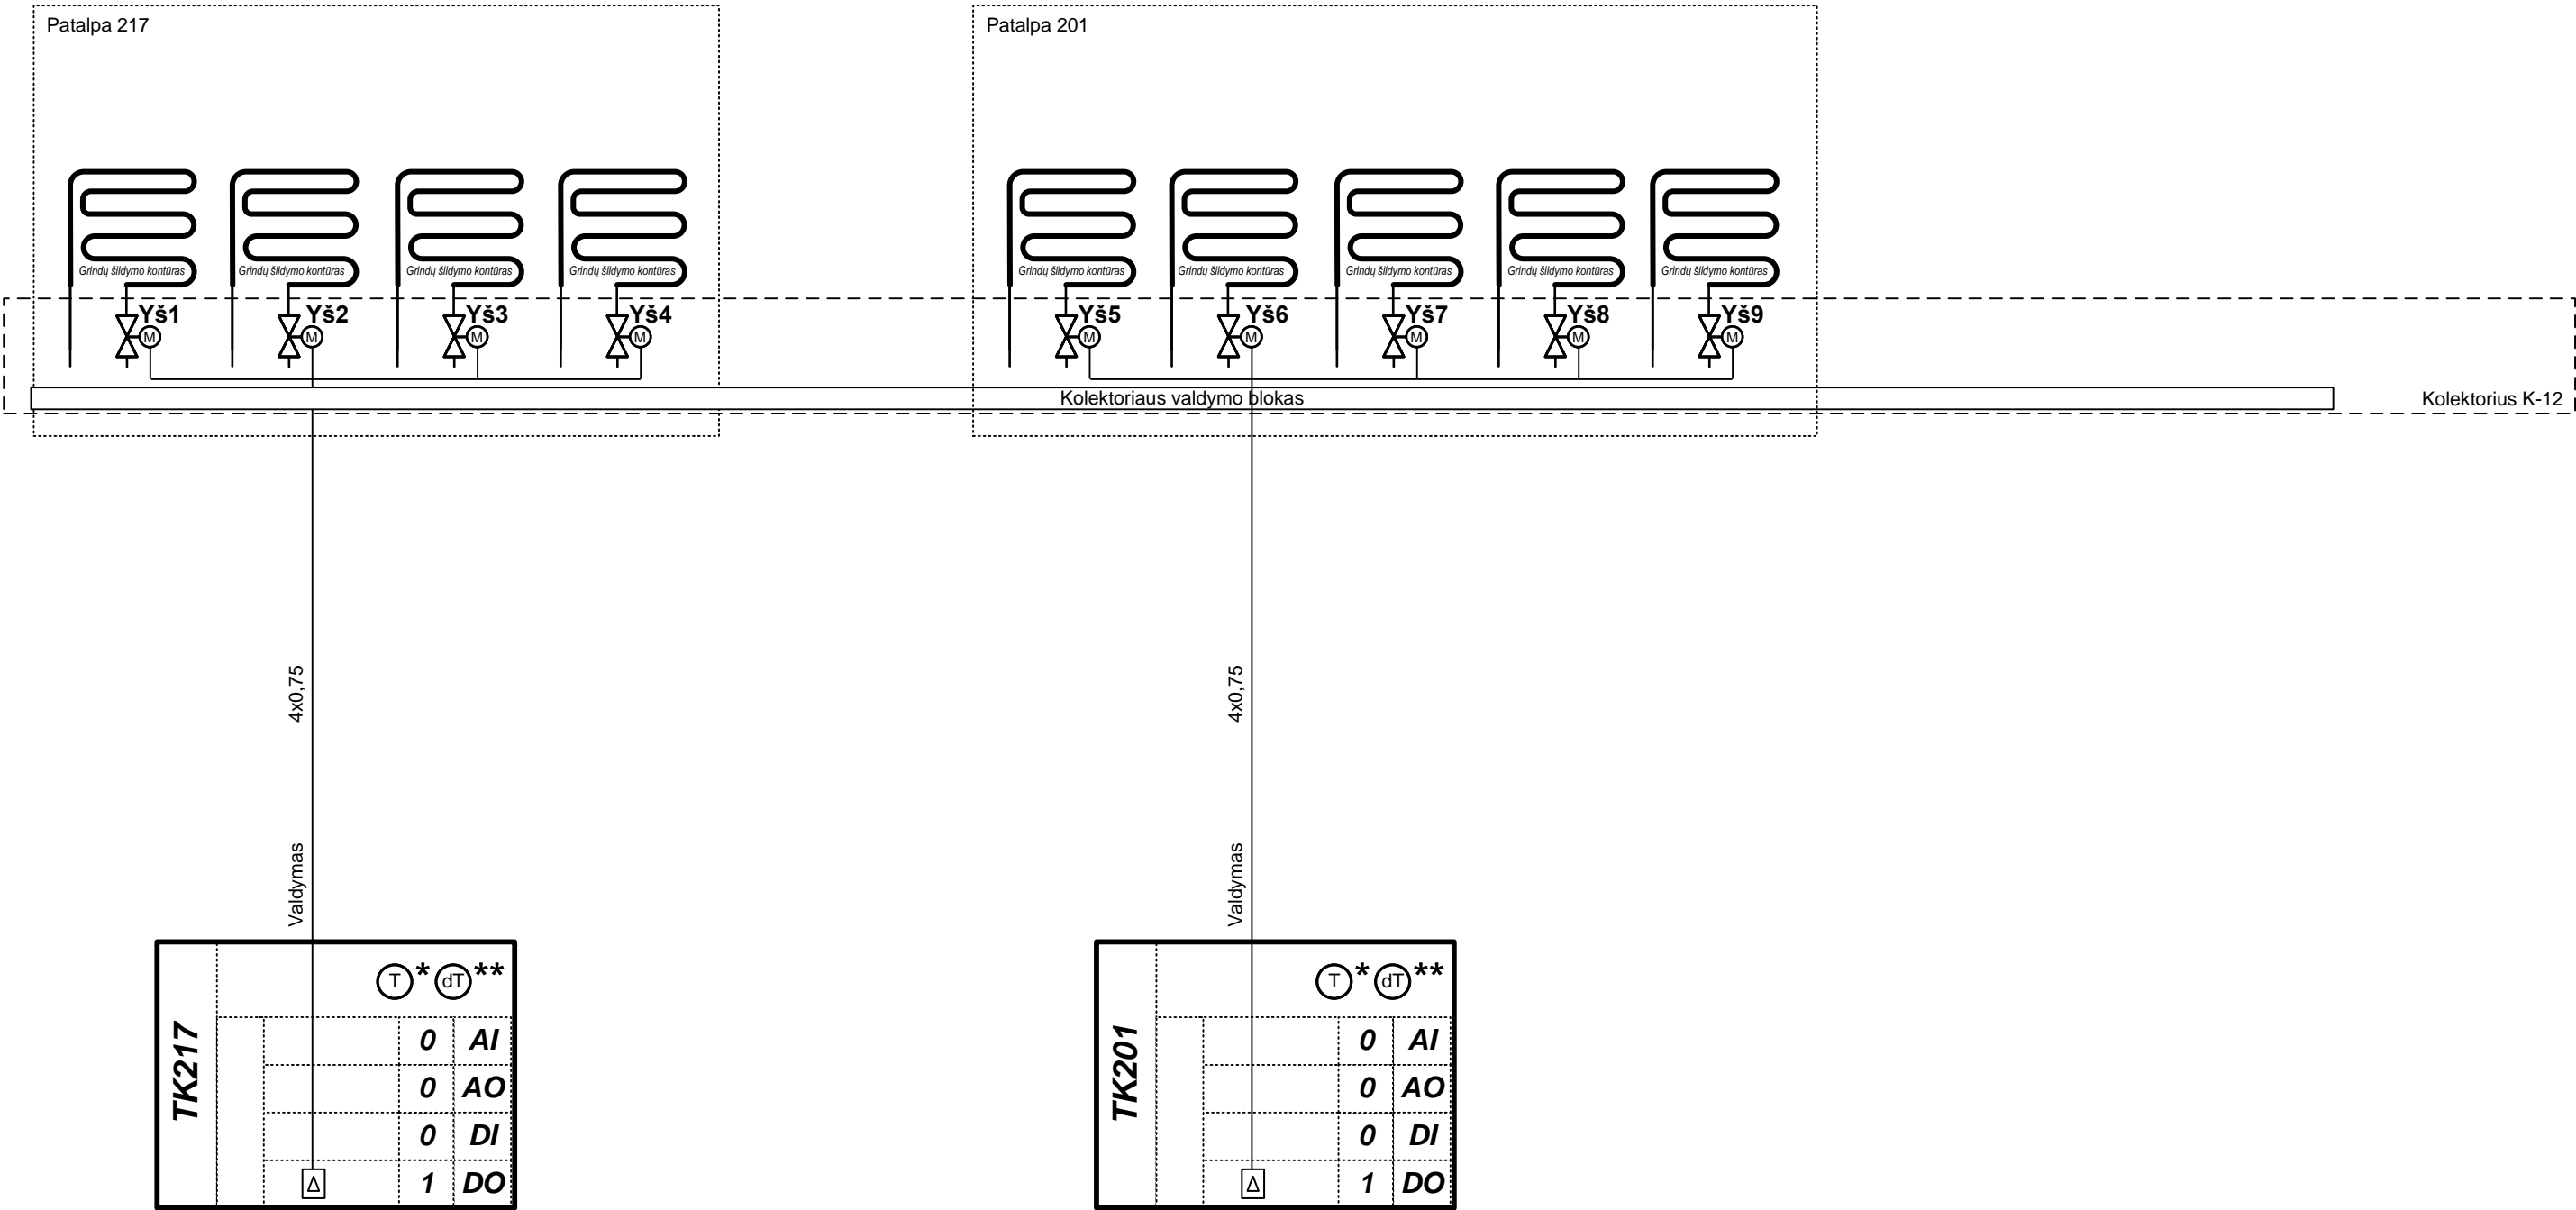 Patalpa 217
Patalpa 201
Grindų šildymo kontūras
Grindų šildymo kontūras
Grindų šildymo kontūras
Grindų šildymo kontūras
Grindų šildymo kontūras
Grindų šildymo kontūras
Grindų šildymo kontūras
Grindų šildymo kontūras
Grindų šildymo kontūras
Yš1
Yš2
Yš3
Yš4
Yš5
Yš6
Yš7
Yš8
Yš9
M
M
M
M
M
M
M
M
M
Kolektoriaus valdymo blokas
Kolektorius K-12
4x0,75
Valdymas
4x0,75
Valdymas
TK217
T * dT **
0 AI
0 AO
0 DI
Δ 1 DO
TK201
T * dT **
0 AI
0 AO
0 DI
Δ 1 DO